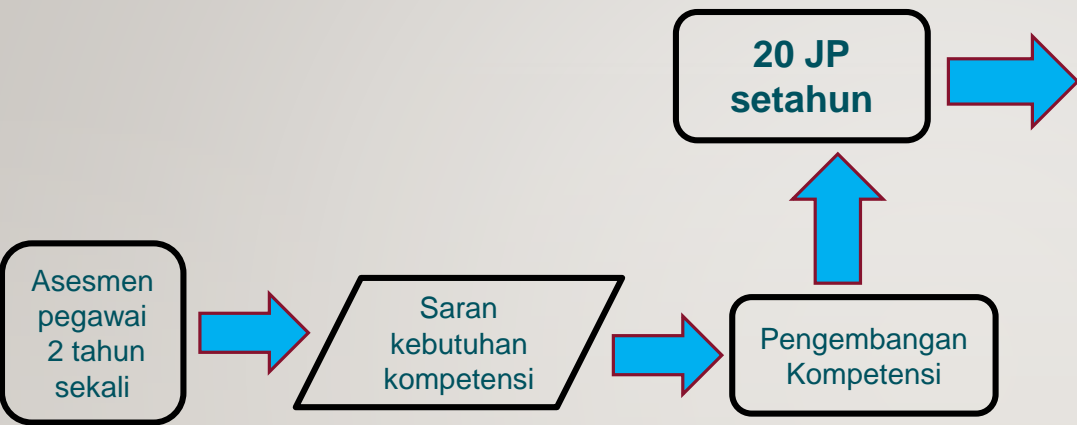 Asesmen
pegawai
2 tahun
sekali
Saran
kebutuhan
kompetensi
Pengembangan
Kompetensi
20 JP
setahun